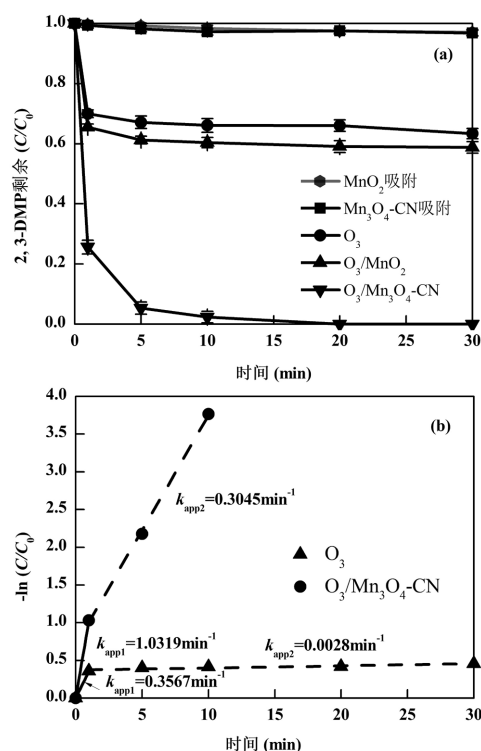 1.0
0.8
0.6
0.4
0.2
0.0
2, 3-DMP剩余 (C/C₀)
(a)
MnO₂吸附
Mn₃O₄-CN吸附
O₃
O₃/MnO₂
O₃/Mn₃O₄-CN
0 5 10 15 20 25 30
时间 (min)
4.0
3.5
3.0
2.5
2.0
1.5
1.0
0.5
0.0
-ln (C/C₀)
(b)
kapp2=0.3045min⁻¹
O₃
O₃/Mn₃O₄-CN
kapp1=1.0319min⁻¹
kapp2=0.0028min⁻¹
kapp1=0.3567min⁻¹
0 5 10 15 20 25 30
时间 (min)